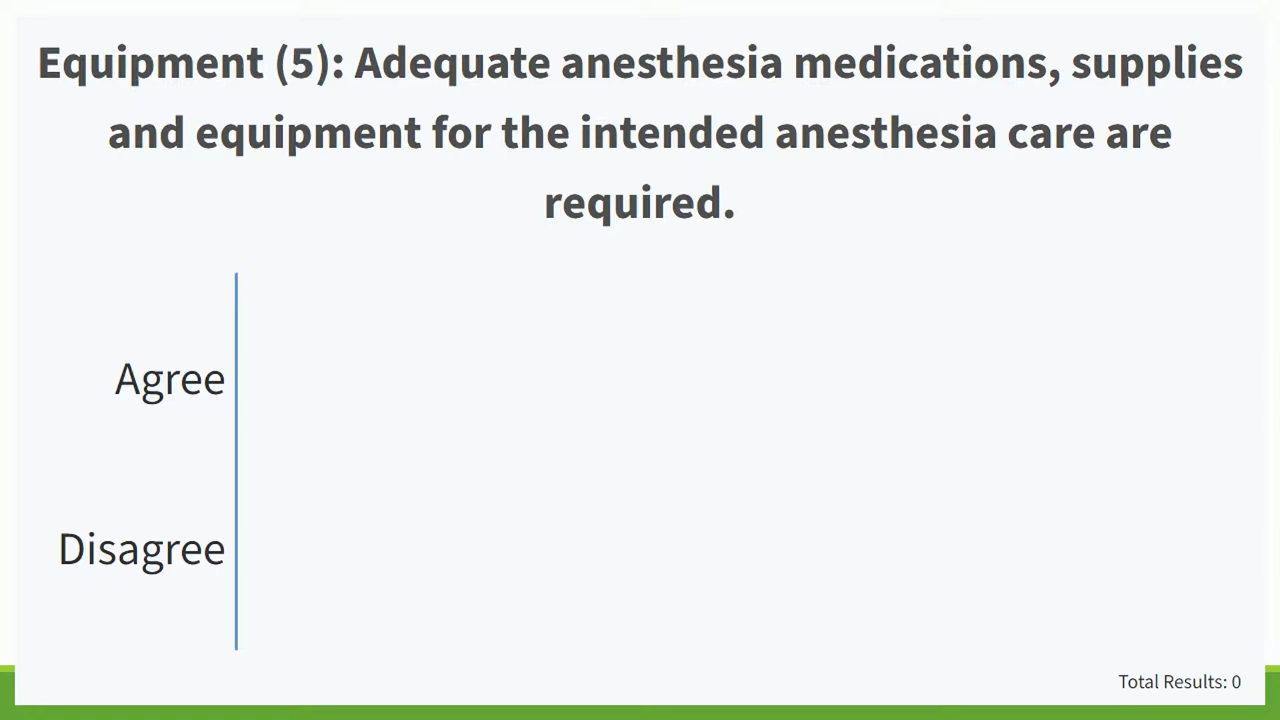 Equipment (5): Adequate anesthesia medications, supplies
and equipment for the intended anesthesia care are
required.
Agree
Disagree
Total Results: 0